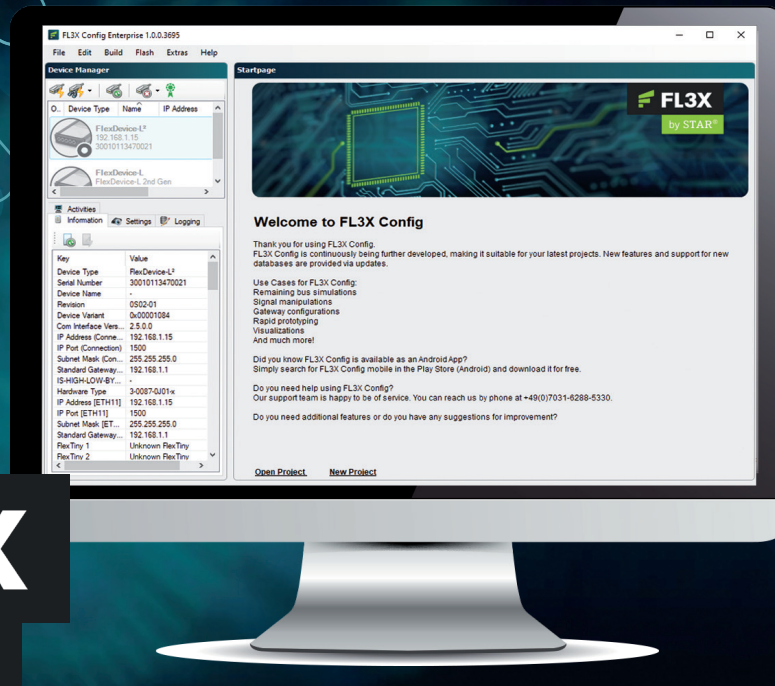 FL3X Config Enterprise 1.0.0.3695
File Edit Build Flash Extras Help
Device Manager
O.. Device Type Name IP Address
FlexDevice-L²
192.168.1.15
30010113470021
FlexDevice-L
FlexDevice-L 2nd Gen
Activities
Information Settings Logging
Key Value
Device Type FlexDevice-L²
Serial Number 30010113470021
Device Name -
Revision 0S02-01
Device Variant 0x00001084
Com Interface Vers... 2.5.0.0
IP Address (Conne... 192.168.1.15
IP Port (Connection) 1500
Subnet Mask (Con... 255.255.255.0
Standard Gateway... 192.168.1.1
IS-HIGH-LOW-BY... -
Hardware Type 3-0087-0J01-x
IP Address [ETH11] 192.168.1.15
IP Port [ETH11] 1500
Subnet Mask [ET... 255.255.255.0
Standard Gateway... 192.168.1.1
FlexTiny 1 Unknown FlexTiny
FlexTiny 2 Unknown FlexTiny
Startpage
FL3X
by STAR®
Welcome to FL3X Config
Thank you for using FL3X Config.
FL3X Config is continuously being further developed, making it suitable for your latest projects. New features and support for new
databases are provided via updates.
Use Cases for FL3X Config:
Remaining bus simulations
Signal manipulations
Gateway configurations
Rapid prototyping
Visualizations
And much more!
Did you know FL3X Config is available as an Android App?
Simply search for FL3X Config mobile in the Play Store (Android) and download it for free.
Do you need help using FL3X Config?
Our support team is happy to be of service. You can reach us by phone at +49(0)7031-6288-5330.
Do you need additional features or do you have any suggestions for improvement?
Open Project New Project
X